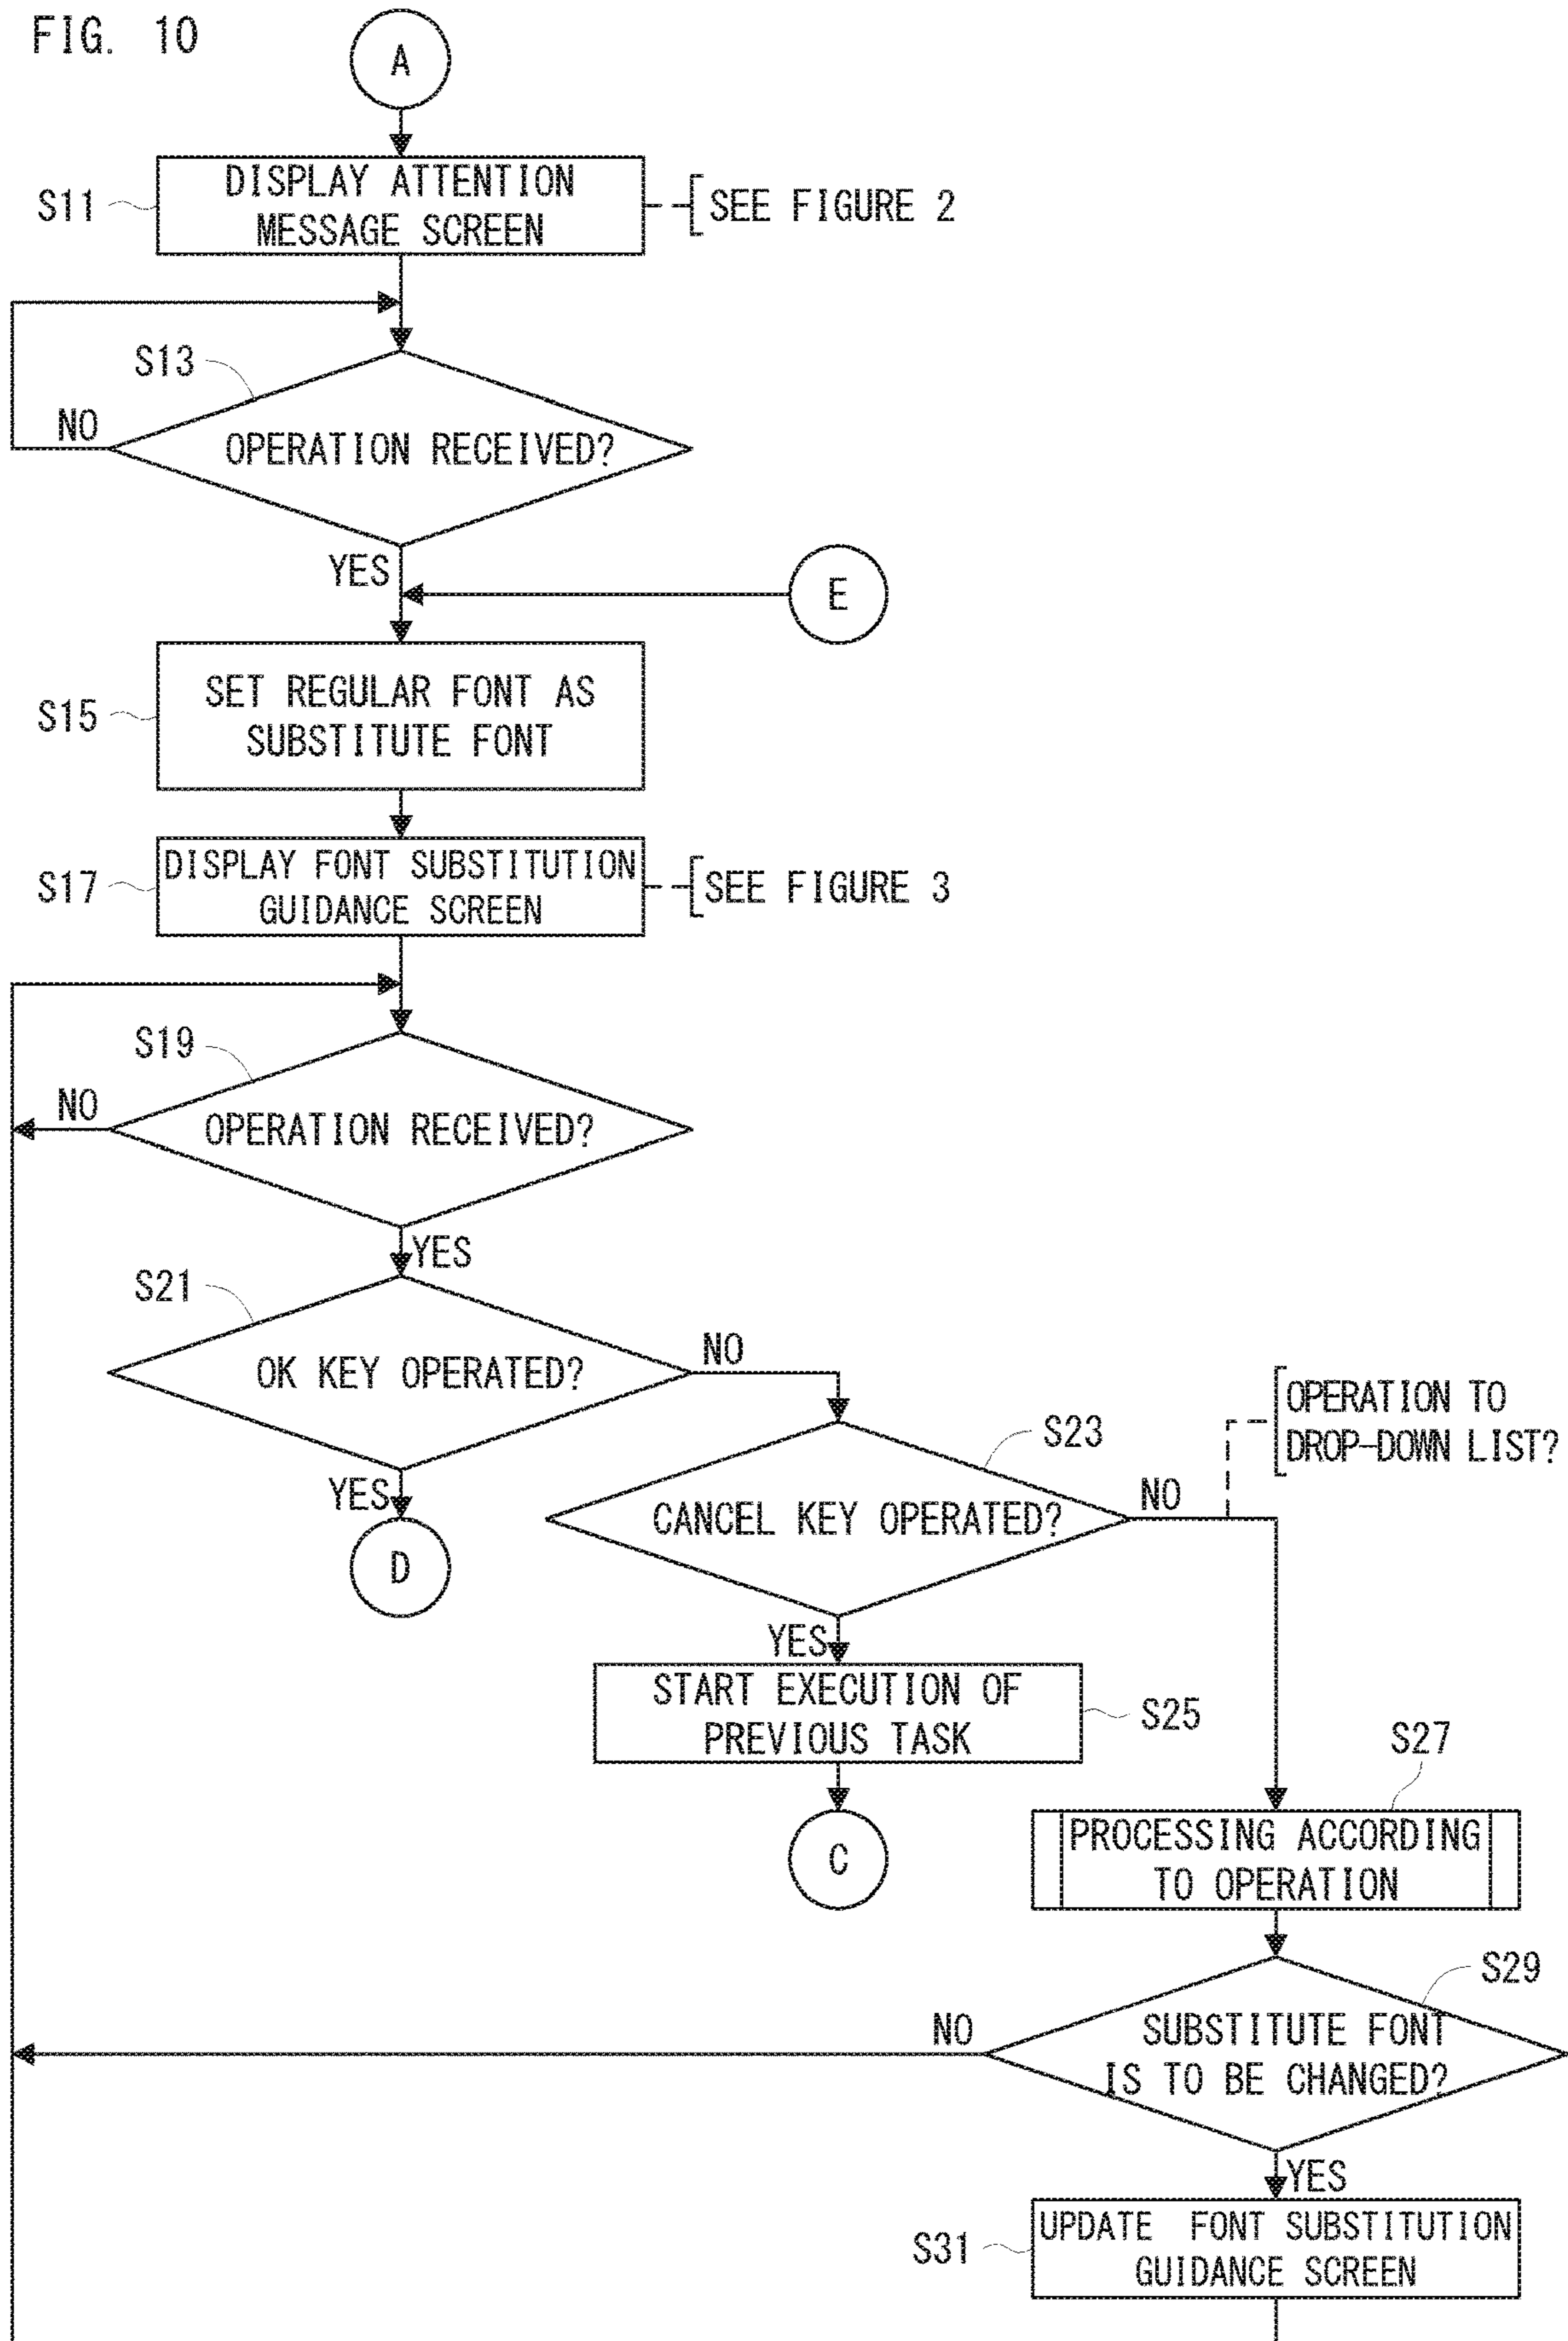 FIG. 10
A
S11
DISPLAY ATTENTION
MESSAGE SCREEN
SEE FIGURE 2
S13
NO
OPERATION RECEIVED?
YES
E
S15
SET REGULAR FONT AS
SUBSTITUTE FONT
S17
DISPLAY FONT SUBSTITUTION
GUIDANCE SCREEN
SEE FIGURE 3
S19
NO
OPERATION RECEIVED?
YES
S21
OK KEY OPERATED?
NO
YES
D
S23
CANCEL KEY OPERATED?
NO
OPERATION TO
DROP-DOWN LIST?
YES
START EXECUTION OF
PREVIOUS TASK
S25
C
S27
PROCESSING ACCORDING
TO OPERATION
S29
NO
SUBSTITUTE FONT
IS TO BE CHANGED?
YES
S31
UPDATE FONT SUBSTITUTION
GUIDANCE SCREEN